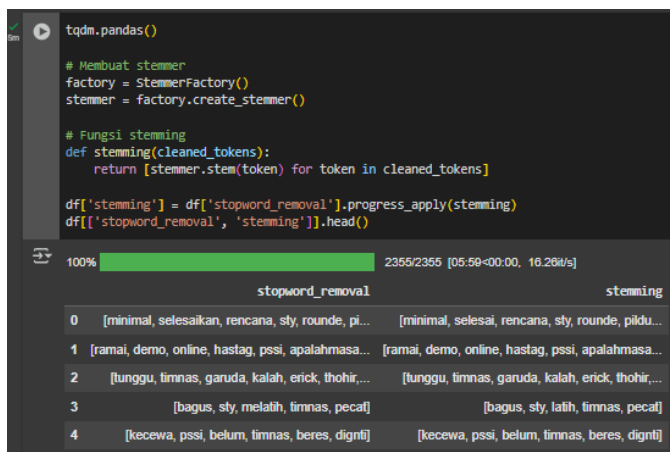 5m
tqdm.pandas()
# Membuat stemmer
factory = StemmerFactory()
stemmer = factory.create_stemmer()
# Fungsi stemming
def stemming(cleaned_tokens):
    return [stemmer.stem(token) for token in cleaned_tokens]
df['stemming'] = df['stopword_removal'].progress_apply(stemming)
df[['stopword_removal', 'stemming']].head()
100% 2355/2355 [05:59<00:00, 16.26it/s]
stopword_removal stemming
0 [minimal, selesaikan, rencana, sty, rounde, pi... [minimal, selesai, rencana, sty, rounde, pildu...
1 [ramai, demo, online, hastag, pssi, apalahmasa... [ramai, demo, online, hastag, pssi, apalahmasa...
2 [tunggu, timnas, garuda, kalah, erick, thohir,... [tunggu, timnas, garuda, kalah, erick, thohir,...
3 [bagus, sty, melatih, timnas, pecat] [bagus, sty, latih, timnas, pecat]
4 [kecewa, pssi, belum, timnas, beres, dignti] [kecewa, pssi, belum, timnas, beres, dignti]